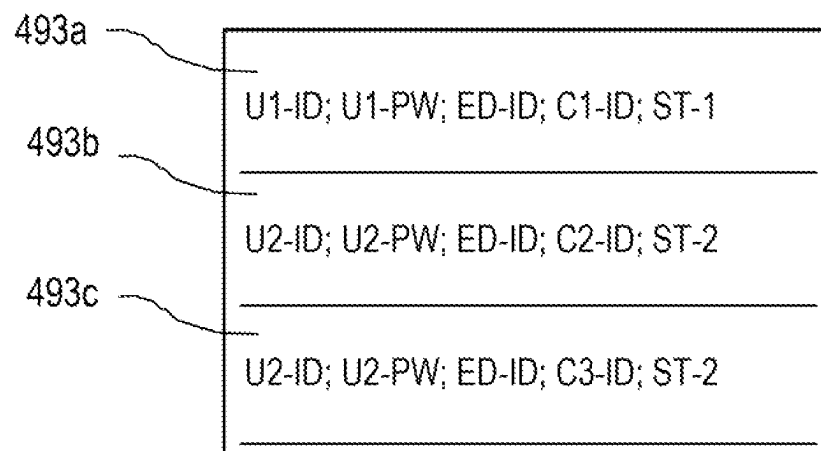 493a
U1-ID; U1-PW; ED-ID; C1-ID; ST-1
493b
U2-ID; U2-PW; ED-ID; C2-ID; ST-2
493c
U2-ID; U2-PW; ED-ID; C3-ID; ST-2